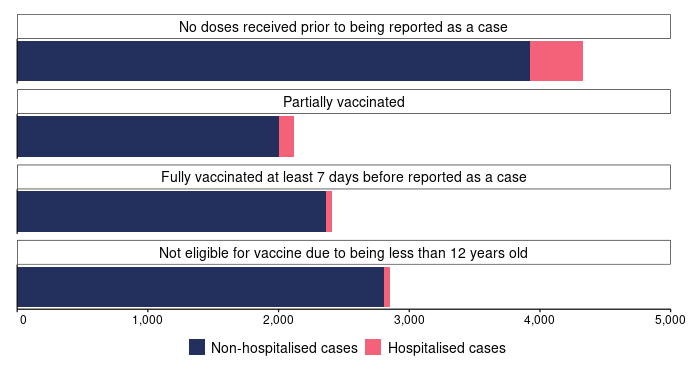 No doses received prior to being reported as a case
Partially vaccinated
Fully vaccinated at least 7 days before reported as a case
Not eligible for vaccine due to being less than 12 years old
0 1,000 2,000 3,000 4,000 5,000
Non-hospitalised cases Hospitalised cases